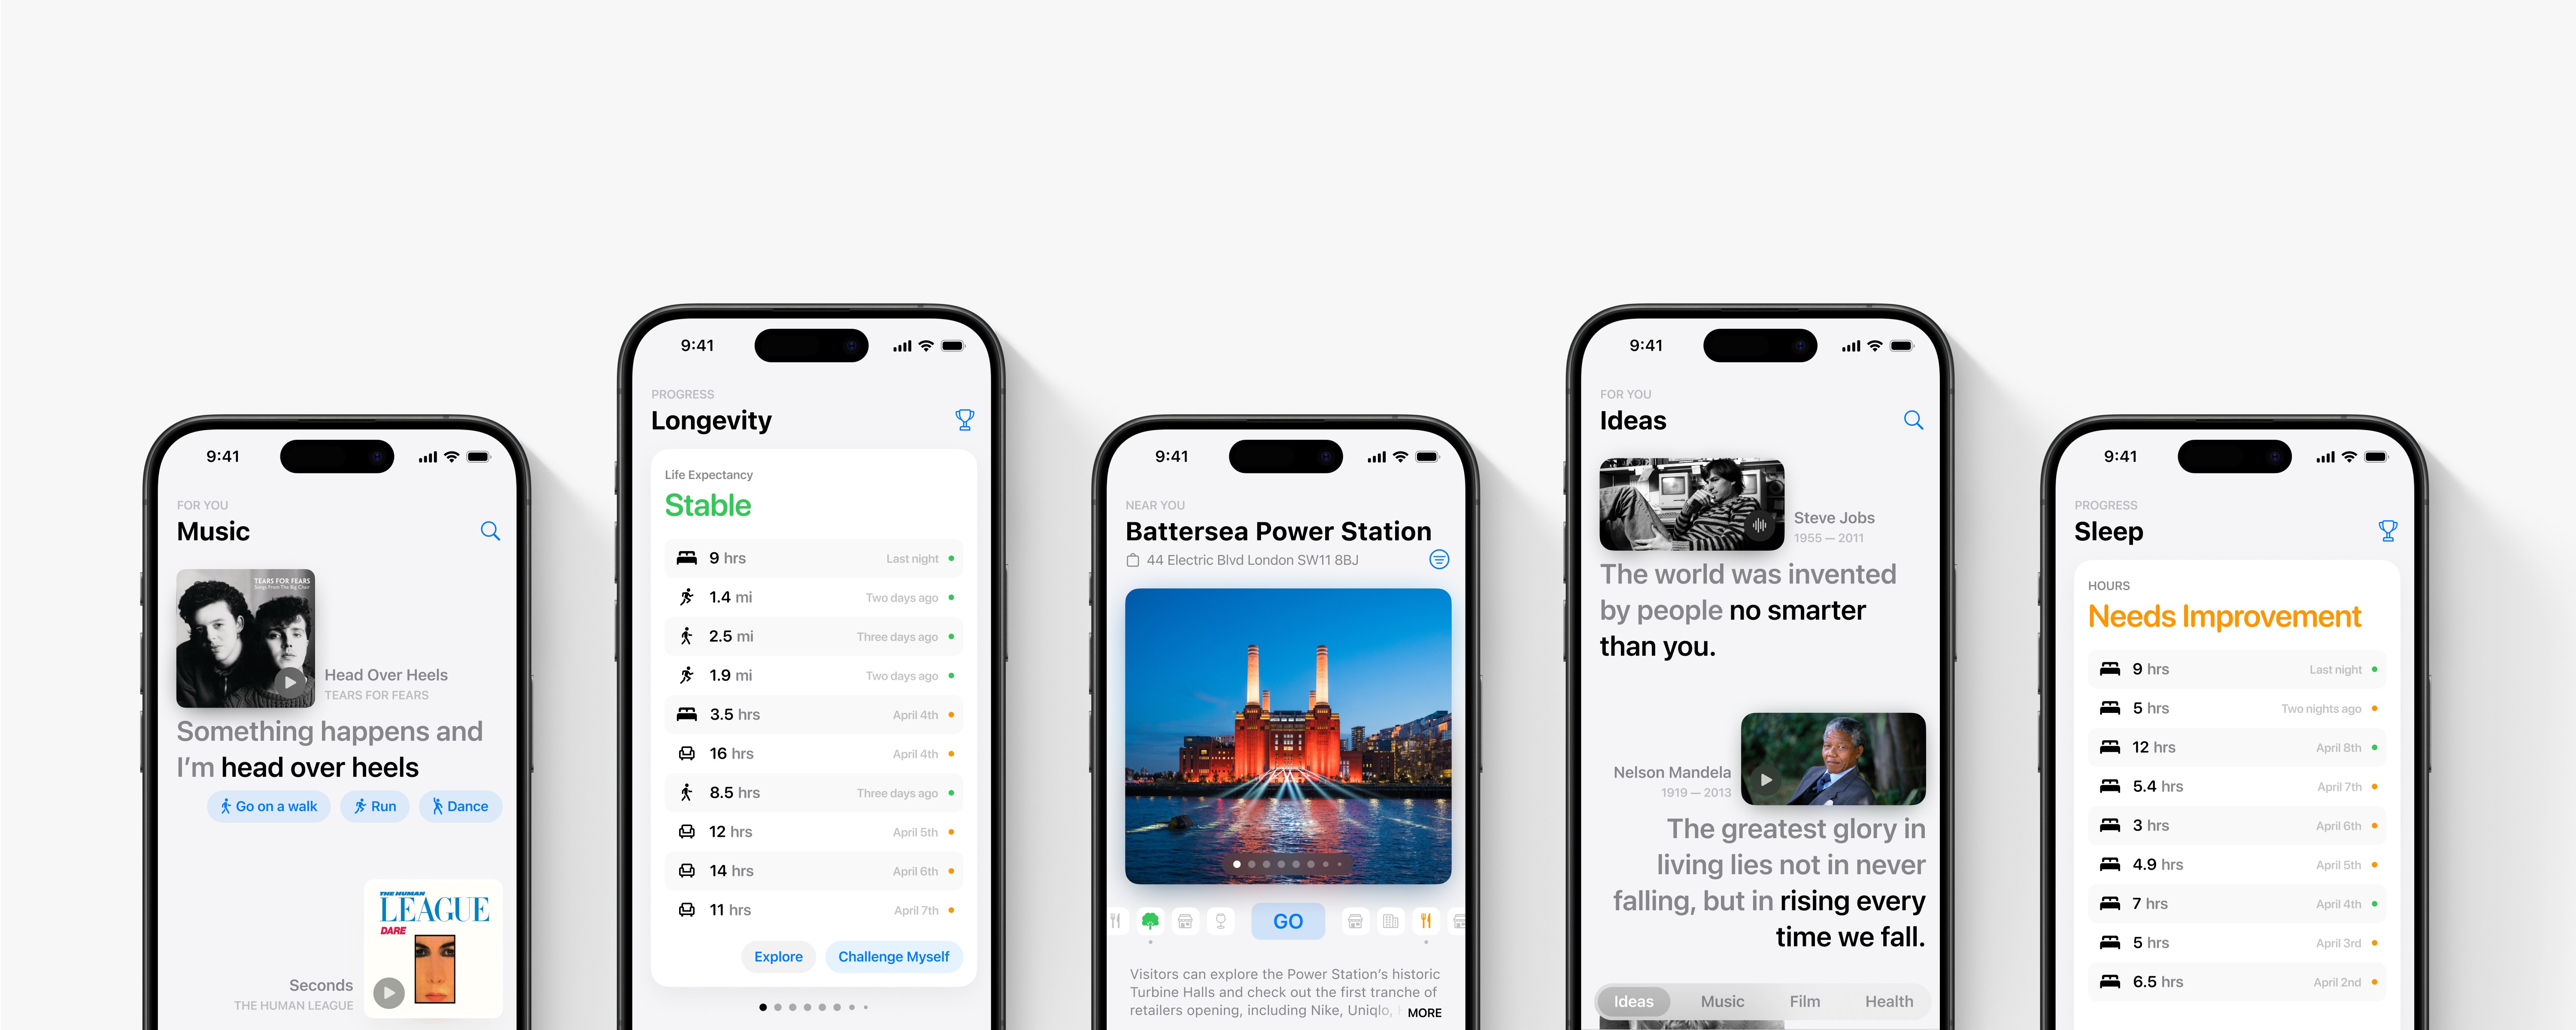 9:41
FOR YOU
Music
TEARS FOR FEARS
Songs From The Big Chair
Head Over Heels
TEARS FOR FEARS
Something happens and
I'm head over heels
Go on a walk
Run
Dance
THE HUMAN
LEAGUE
DARE
Seconds
THE HUMAN LEAGUE
9:41
PROGRESS
Longevity
Life Expectancy
Stable
9 hrs Last night
1.4 mi Two days ago
2.5 mi Three days ago
1.9 mi Two days ago
3.5 hrs April 4th
16 hrs April 4th
8.5 hrs Three days ago
12 hrs April 5th
14 hrs April 6th
11 hrs April 7th
Explore
Challenge Myself
9:41
NEAR YOU
Battersea Power Station
44 Electric Blvd London SW11 8BJ
GO
Visitors can explore the Power Station's historic
Turbine Halls and check out the first tranche of
retailers opening, including Nike, Uniqlo, MORE
9:41
FOR YOU
Ideas
Steve Jobs
1955 — 2011
The world was invented
by people no smarter
than you.
Nelson Mandela
1919 — 2013
The greatest glory in
living lies not in never
falling, but in rising every
time we fall.
Ideas Music Film Health
9:41
PROGRESS
Sleep
HOURS
Needs Improvement
9 hrs Last night
5 hrs Two nights ago
12 hrs April 8th
5.4 hrs April 7th
3 hrs April 6th
4.9 hrs April 5th
7 hrs April 4th
5 hrs April 3rd
6.5 hrs April 2nd